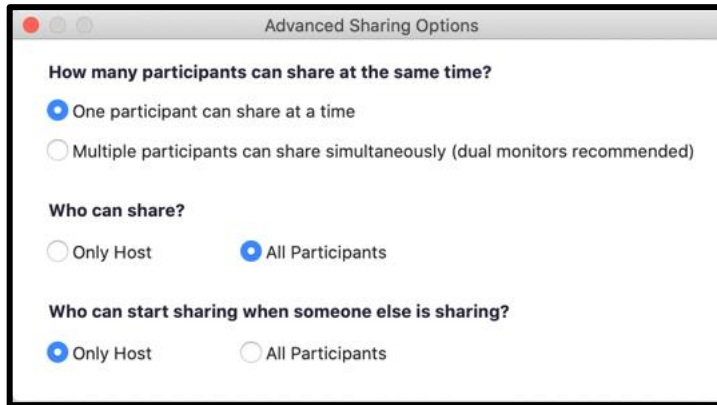 Advanced Sharing Options
How many participants can share at the same time?
One participant can share at a time
Multiple participants can share simultaneously (dual monitors recommended)
Who can share?
Only Host All Participants
Who can start sharing when someone else is sharing?
Only Host All Participants